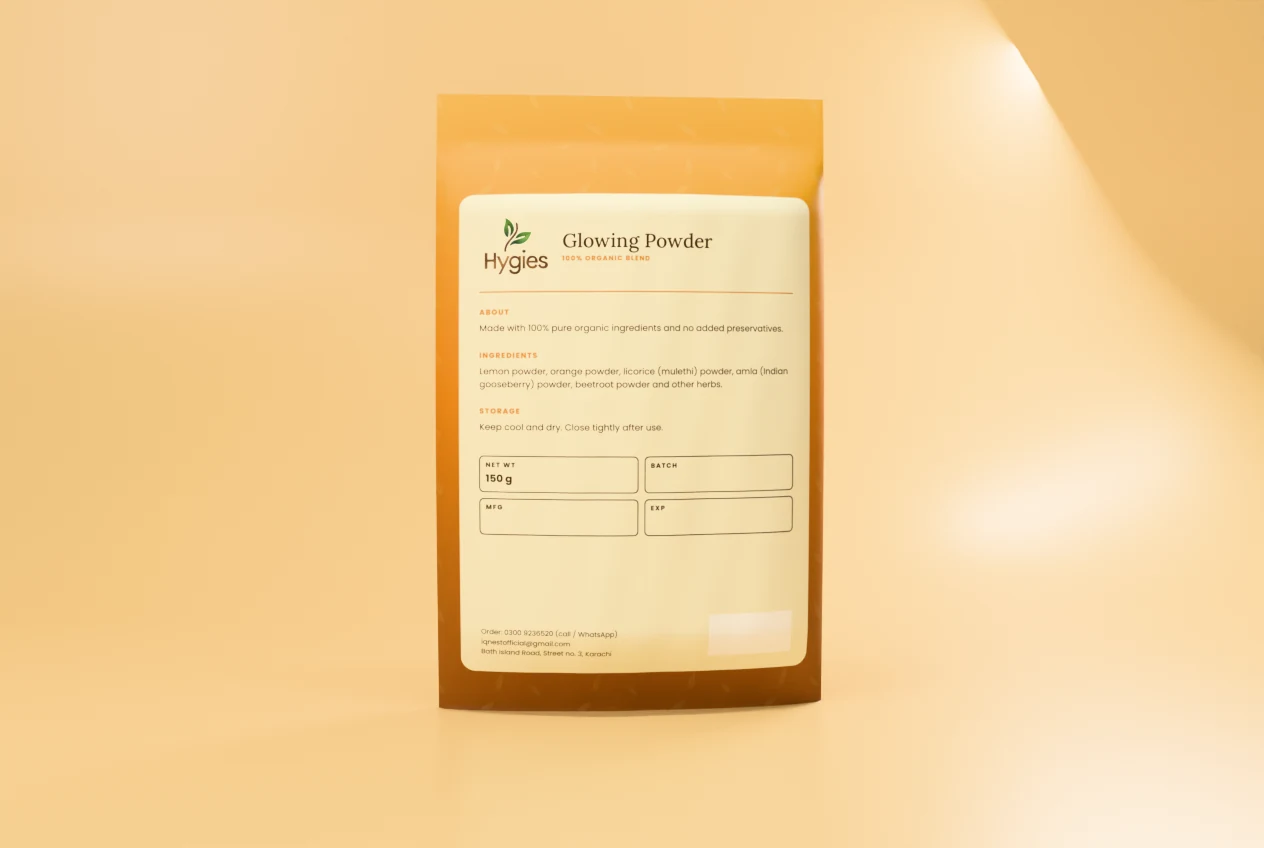 Hygies
Glowing Powder
100% ORGANIC BLEND
ABOUT
Made with 100% pure organic ingredients and no added preservatives.
INGREDIENTS
Lemon powder, orange powder, licorice (mulethi) powder, amla (Indian
gooseberry) powder, beetroot powder and other herbs.
STORAGE
Keep cool and dry. Close tightly after use.
NET WT
150 g
BATCH
MFG
EXP
Order: 0300 9236520 (call / WhatsApp)
iqnestofficial@gmail.com
Bath Island Road, Street no. 3, Karachi